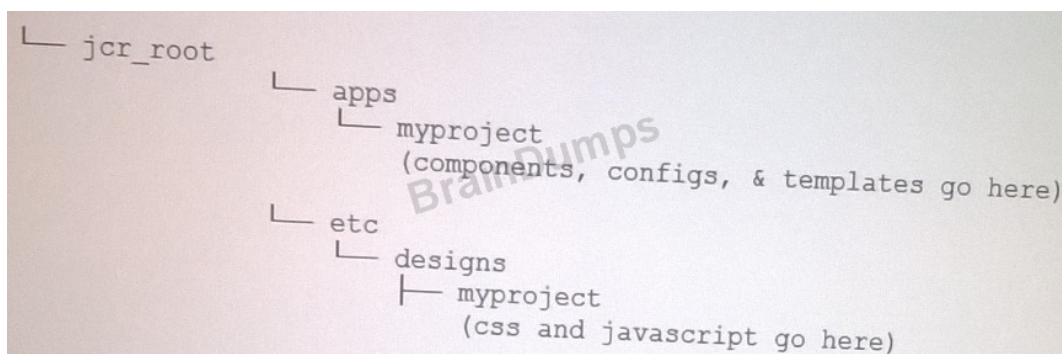 └── jcr_root
└── apps
└── myproject
(components, configs, & templates go here)
BrainDumps
└── etc
└── designs
├── myproject
(css and javascript go here)